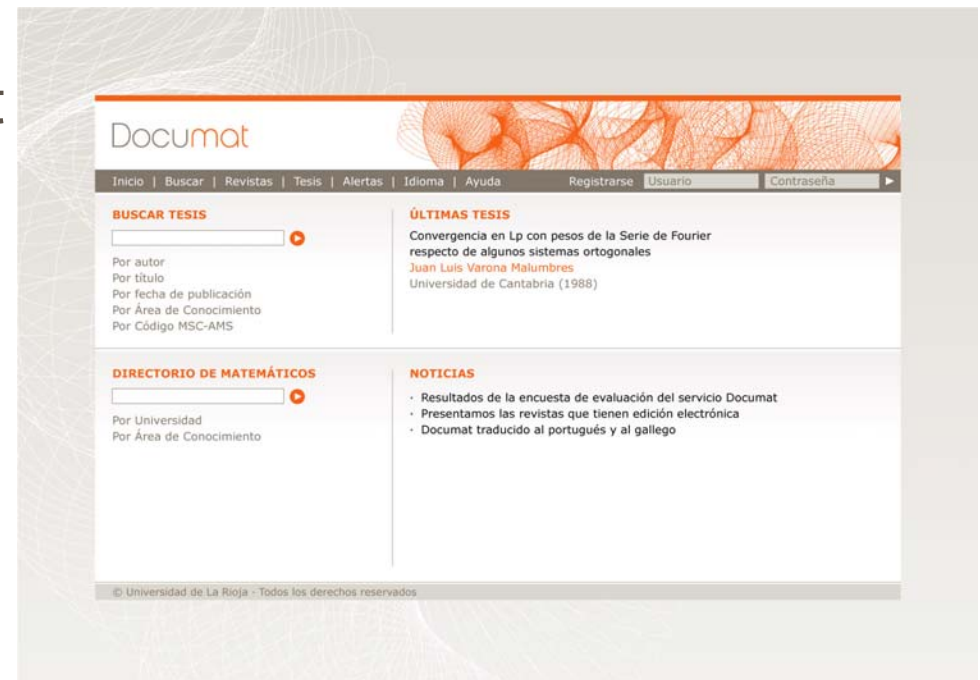 Documat
Inicio | Buscar | Revistas | Tesis | Alertas | Idioma | Ayuda Registrarse Usuario Contraseña
BUSCAR TESIS
Por autor
Por título
Por fecha de publicación
Por Área de Conocimiento
Por Código MSC-AMS
ÚLTIMAS TESIS
Convergencia en Lp con pesos de la Serie de Fourier
respecto de algunos sistemas ortogonales
Juan Luis Varona Malumbres
Universidad de Cantabria (1988)
DIRECTORIO DE MATEMÁTICOS
Por Universidad
Por Área de Conocimiento
NOTICIAS
· Resultados de la encuesta de evaluación del servicio Documat
· Presentamos las revistas que tienen edición electrónica
· Documat traducido al portugués y al gallego
© Universidad de La Rioja - Todos los derechos reservados